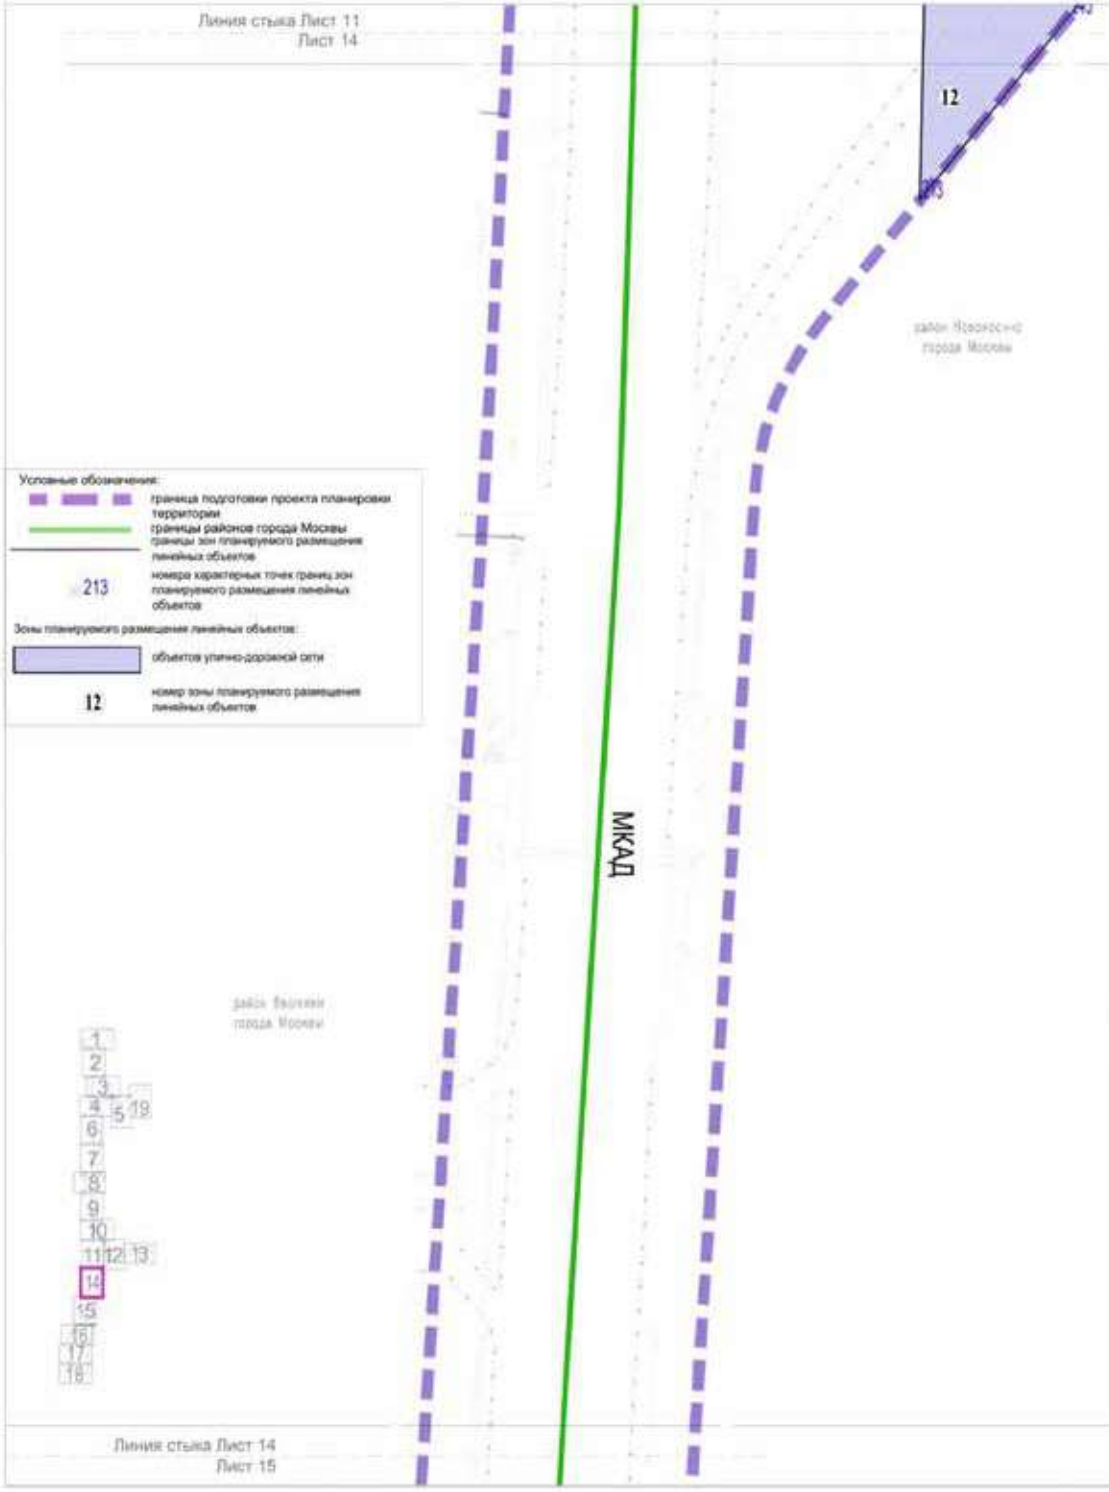 Линия стыка Лист 11
Лист 14
12
район Новокосино
города Москвы
Условные обозначения:
граница подготовки проекта планировки
территории
границы районов города Москвы
границы зон планируемого размещения
линейных объектов
213
номера характерных точек границ зон
планируемого размещения линейных
объектов
Зоны планируемого размещения линейных объектов:
объектов улично-дорожной сети
12
номер зоны планируемого размещения
линейных объектов
МКАД
район
города Москвы
1
2
3
4
5
19
6
7
8
9
10
11
12
13
14
15
16
17
18
Линия стыка Лист 14
Лист 15